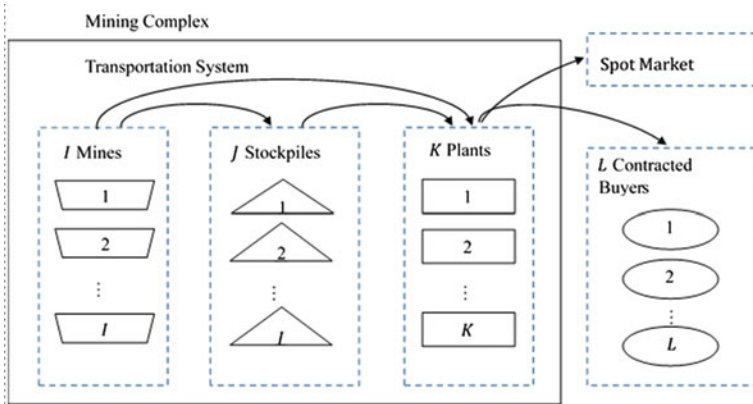 Mining Complex
Transportation System
Spot Market
I Mines
J Stockpiles
K Plants
L Contracted
Buyers
1
1
1
1
2
2
2
2
⋮
⋮
⋮
⋮
I
K
L